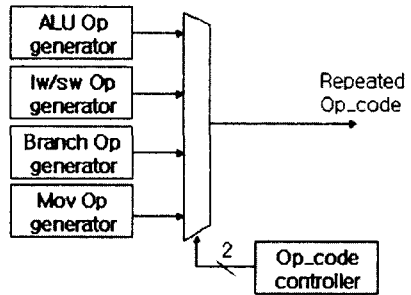 ALU Op
generator
lw/sw Op
generator
Branch Op
generator
Mov Op
generator
Repeated
Op_code
2
Op_code
controller